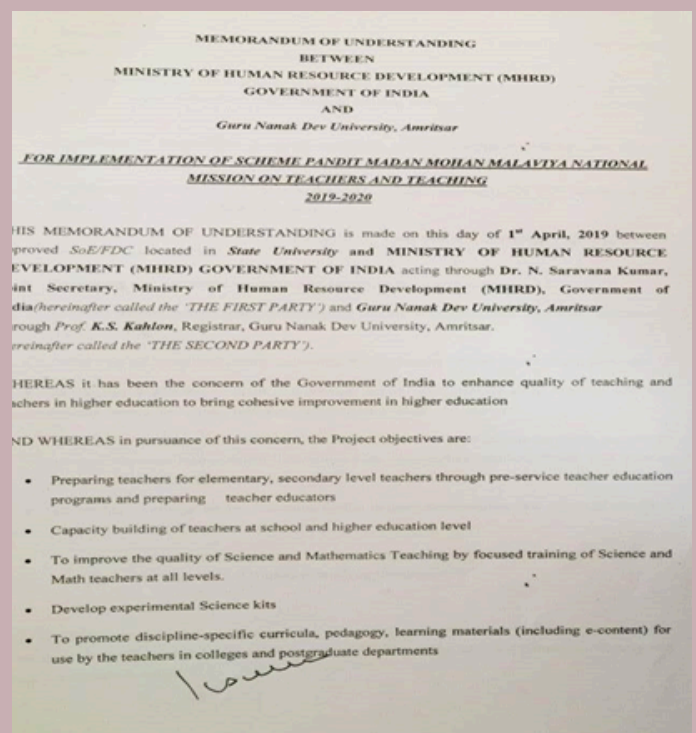 MEMORANDUM OF UNDERSTANDING
BETWEEN
MINISTRY OF HUMAN RESOURCE DEVELOPMENT (MHRD)
GOVERNMENT OF INDIA
AND
Guru Nanak Dev University, Amritsar
FOR IMPLEMENTATION OF SCHEME PANDIT MADAN MOHAN MALAVIYA NATIONAL
MISSION ON TEACHERS AND TEACHING
2019-2020
HIS MEMORANDUM OF UNDERSTANDING is made on this day of 1st April, 2019 between
proved SoE/FDC located in State University and MINISTRY OF HUMAN RESOURCE
EVELOPMENT (MHRD) GOVERNMENT OF INDIA acting through Dr. N. Saravana Kumar,
int Secretary, Ministry of Human Resource Development (MHRD), Government of
dia(hereinafter called the 'THE FIRST PARTY') and Guru Nanak Dev University, Amritsar
rough Prof. K.S. Kahlon, Registrar, Guru Nanak Dev University, Amritsar.
ereinafter called the 'THE SECOND PARTY').
HEREAS it has been the concern of the Government of India to enhance quality of teaching and
achers in higher education to bring cohesive improvement in higher education
ND WHEREAS in pursuance of this concern, the Project objectives are:
• Preparing teachers for elementary, secondary level teachers through pre-service teacher education
programs and preparing teacher educators
• Capacity building of teachers at school and higher education level
• To improve the quality of Science and Mathematics Teaching by focused training of Science and
Math teachers at all levels.
• Develop experimental Science kits
• To promote discipline-specific curricula, pedagogy, learning materials (including e-content) for
use by the teachers in colleges and postgraduate departments